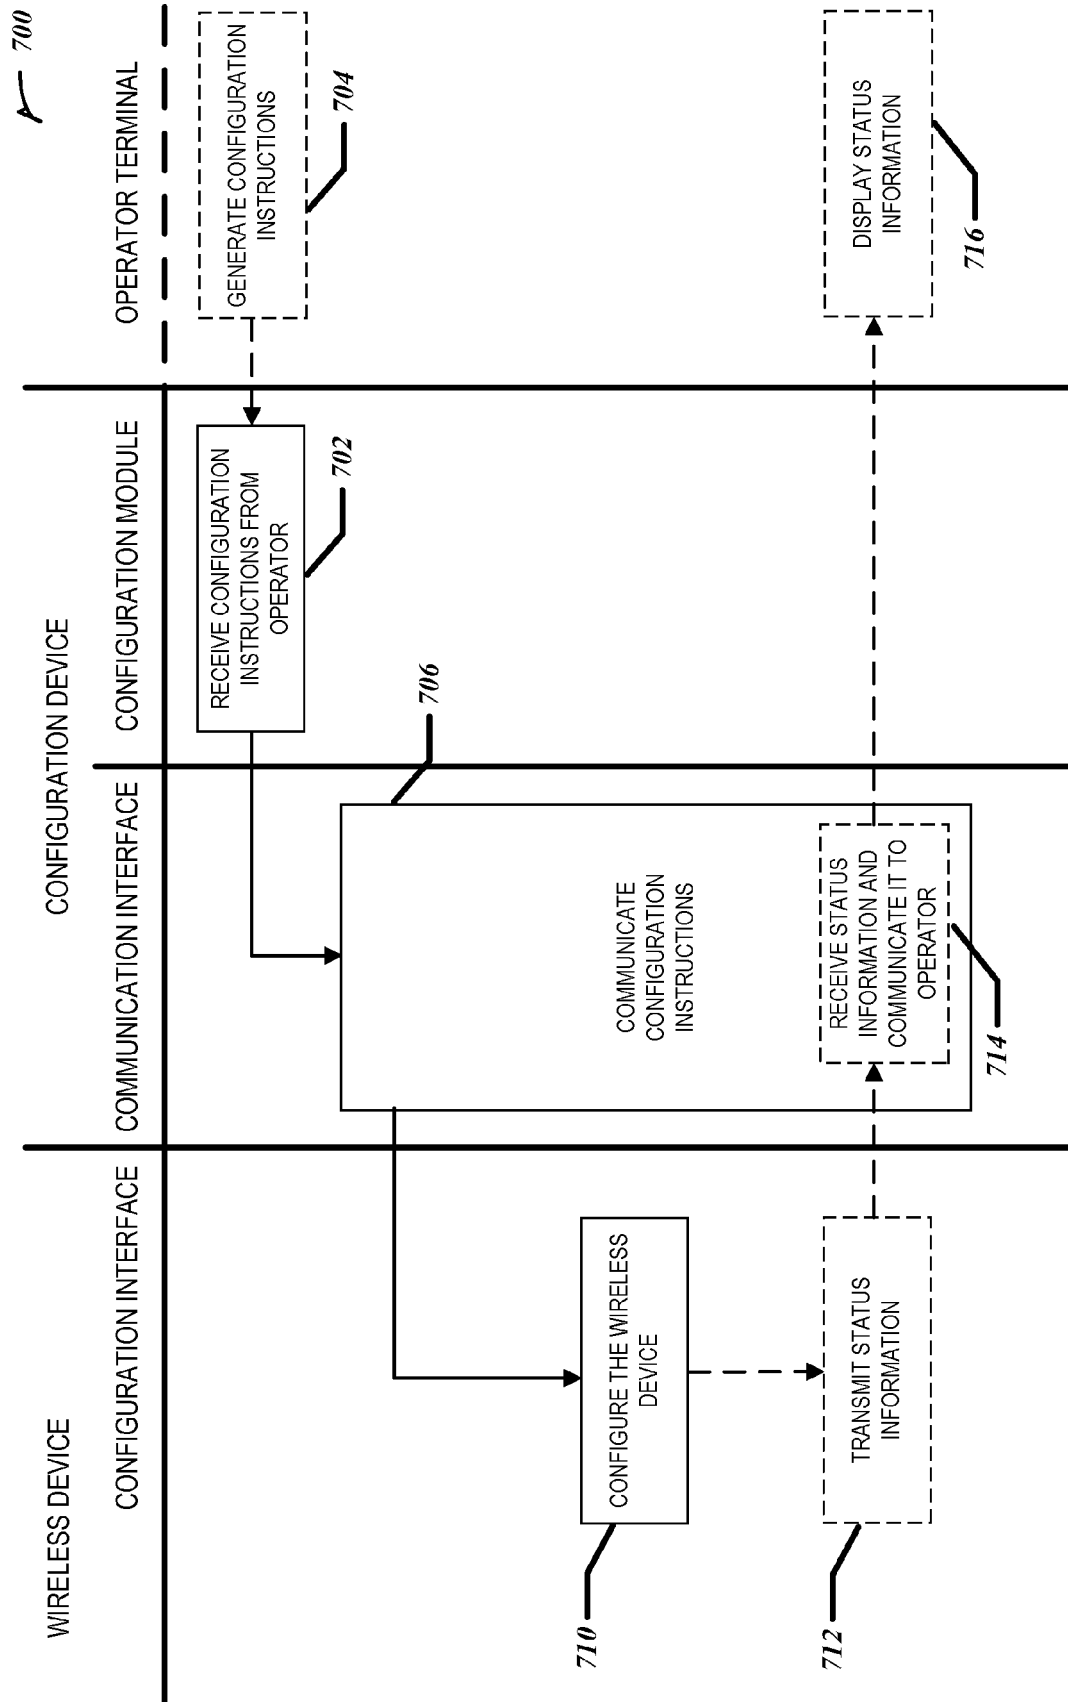 700
WIRELESS DEVICE
CONFIGURATION DEVICE
CONFIGURATION INTERFACE
COMMUNICATION INTERFACE
CONFIGURATION MODULE
OPERATOR TERMINAL
GENERATE CONFIGURATION
INSTRUCTIONS
704
RECEIVE CONFIGURATION
INSTRUCTIONS FROM
OPERATOR
702
706
COMMUNICATE
CONFIGURATION
INSTRUCTIONS
CONFIGURE THE WIRELESS
DEVICE
710
TRANSMIT STATUS
INFORMATION
712
RECEIVE STATUS
INFORMATION AND
COMMUNICATE IT TO
OPERATOR
714
DISPLAY STATUS
INFORMATION
716